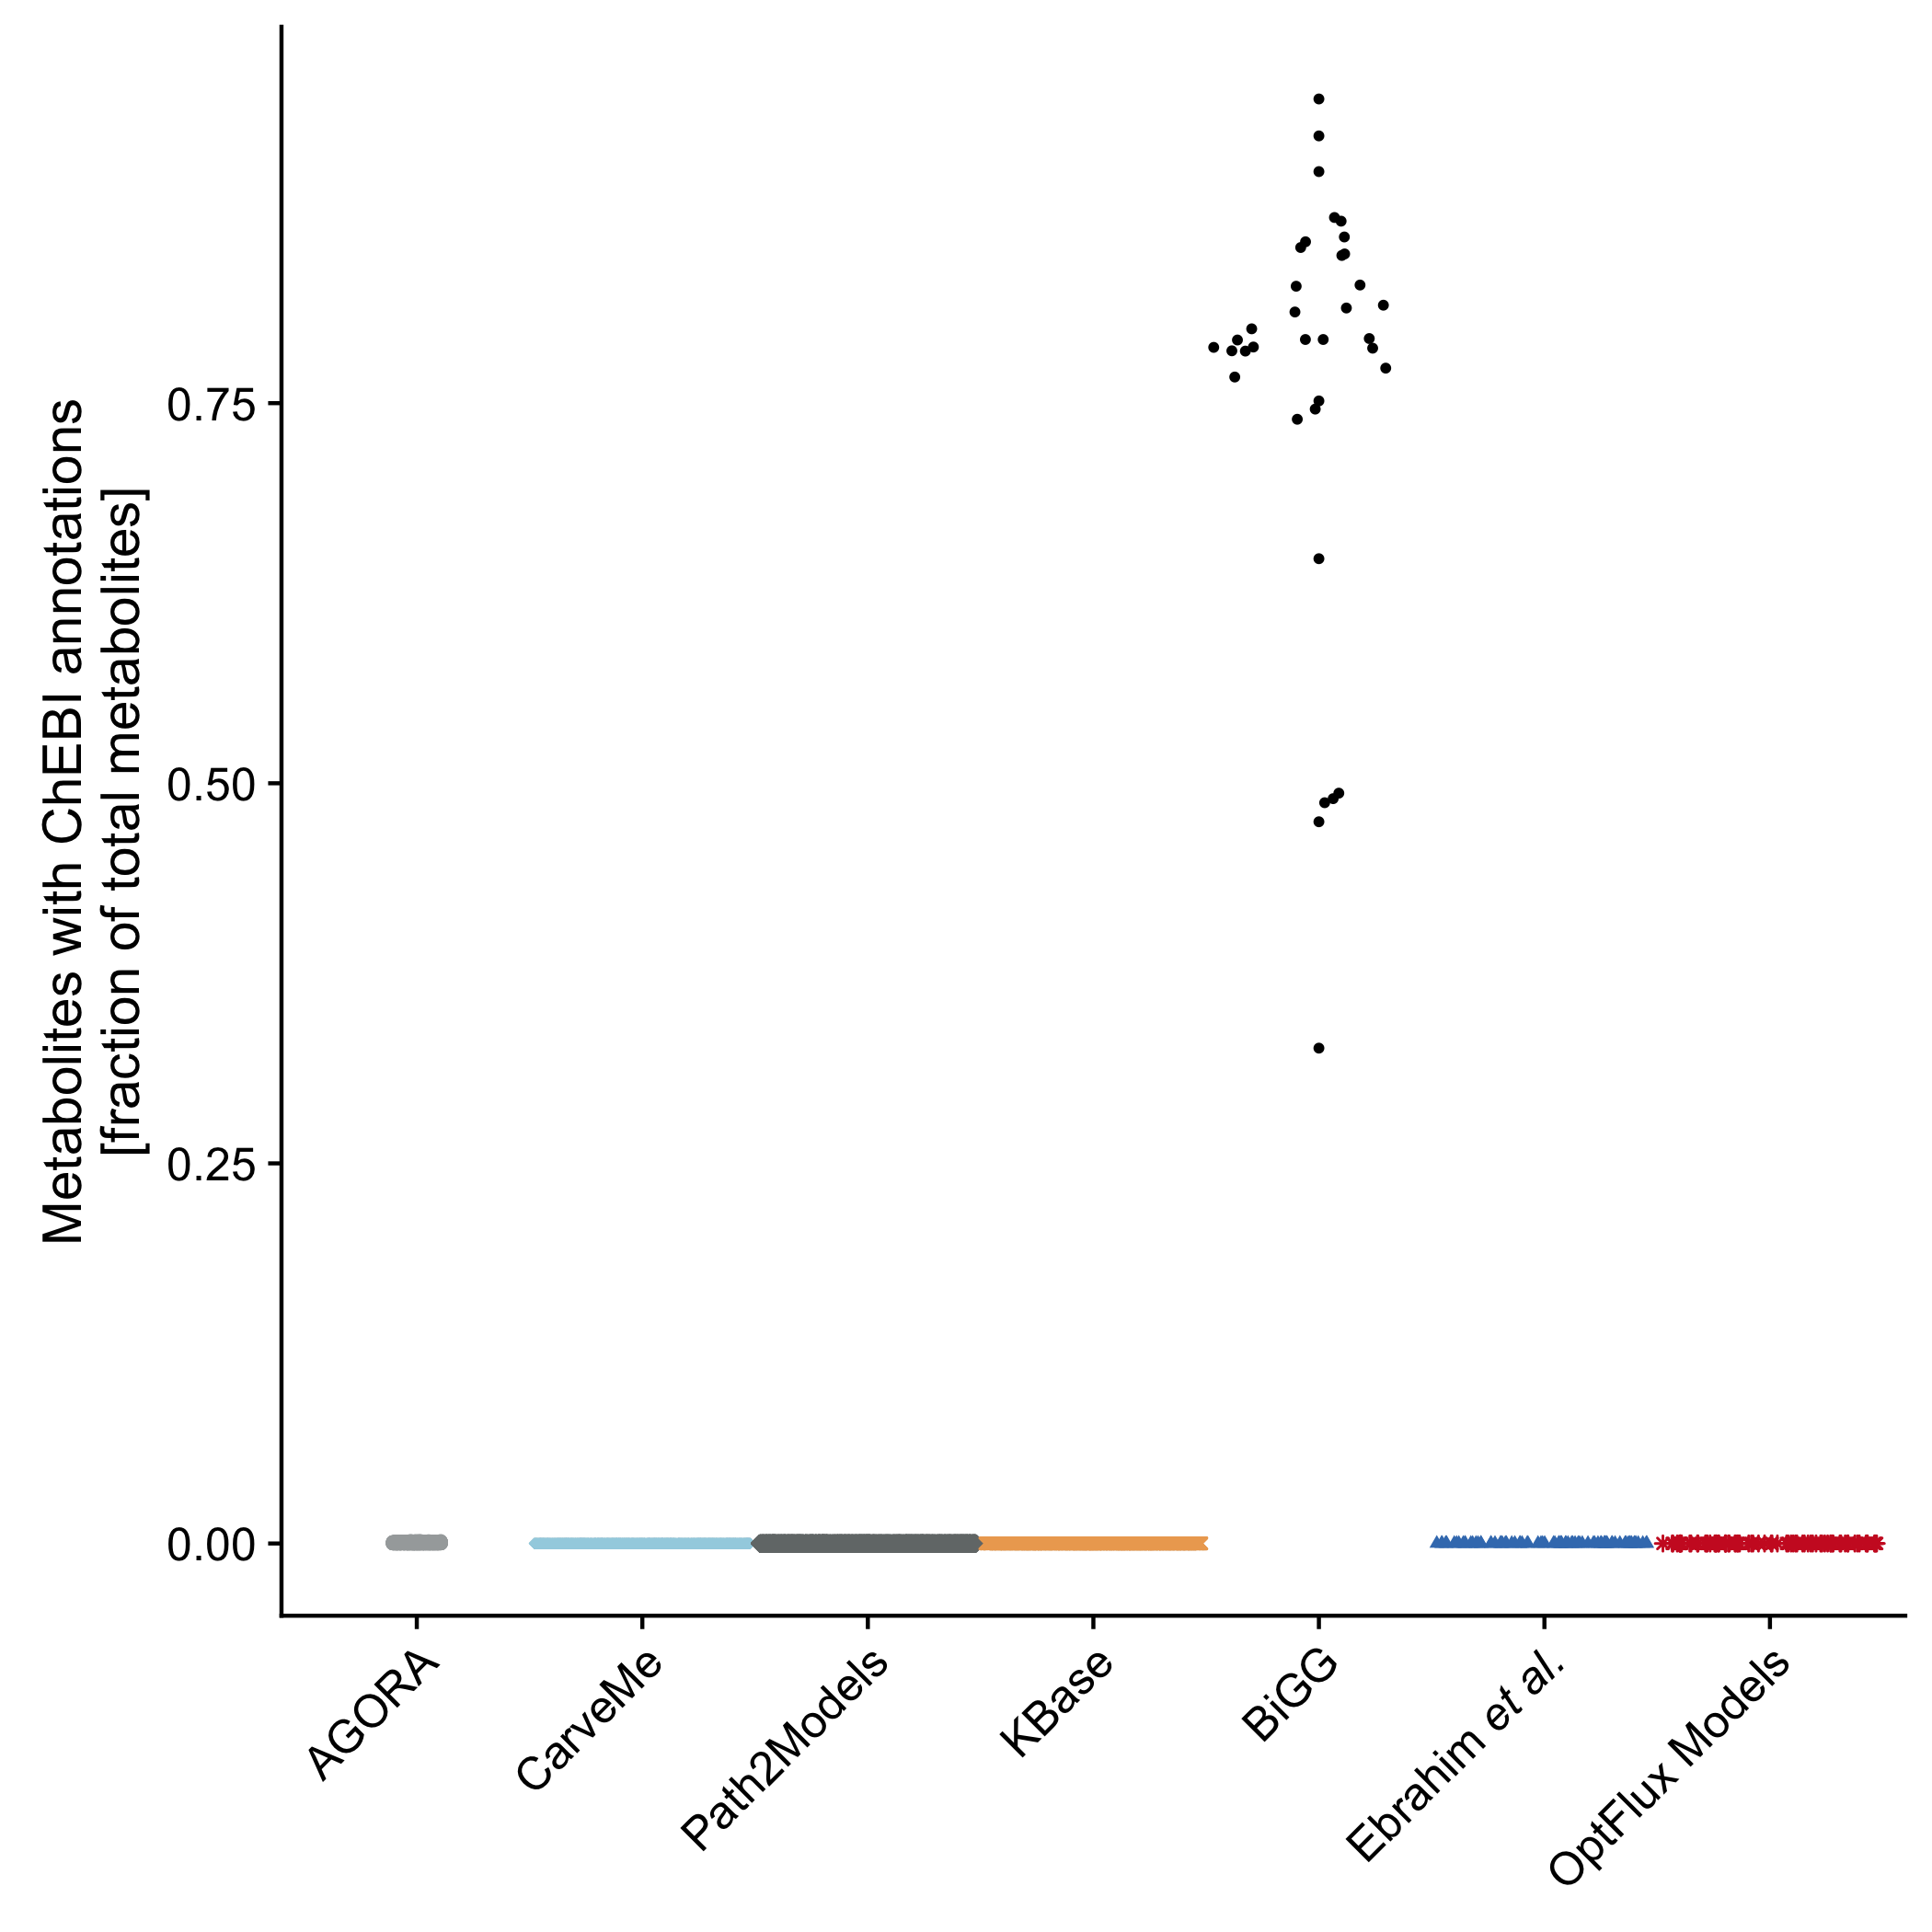 Metabolites with ChEBI annotations
[fraction of total metabolites]
0.75
0.50
0.25
0.00
AGORA
CarveMe
Path2Models
KBase
BiGG
Ebrahim et al.
OptFlux Models